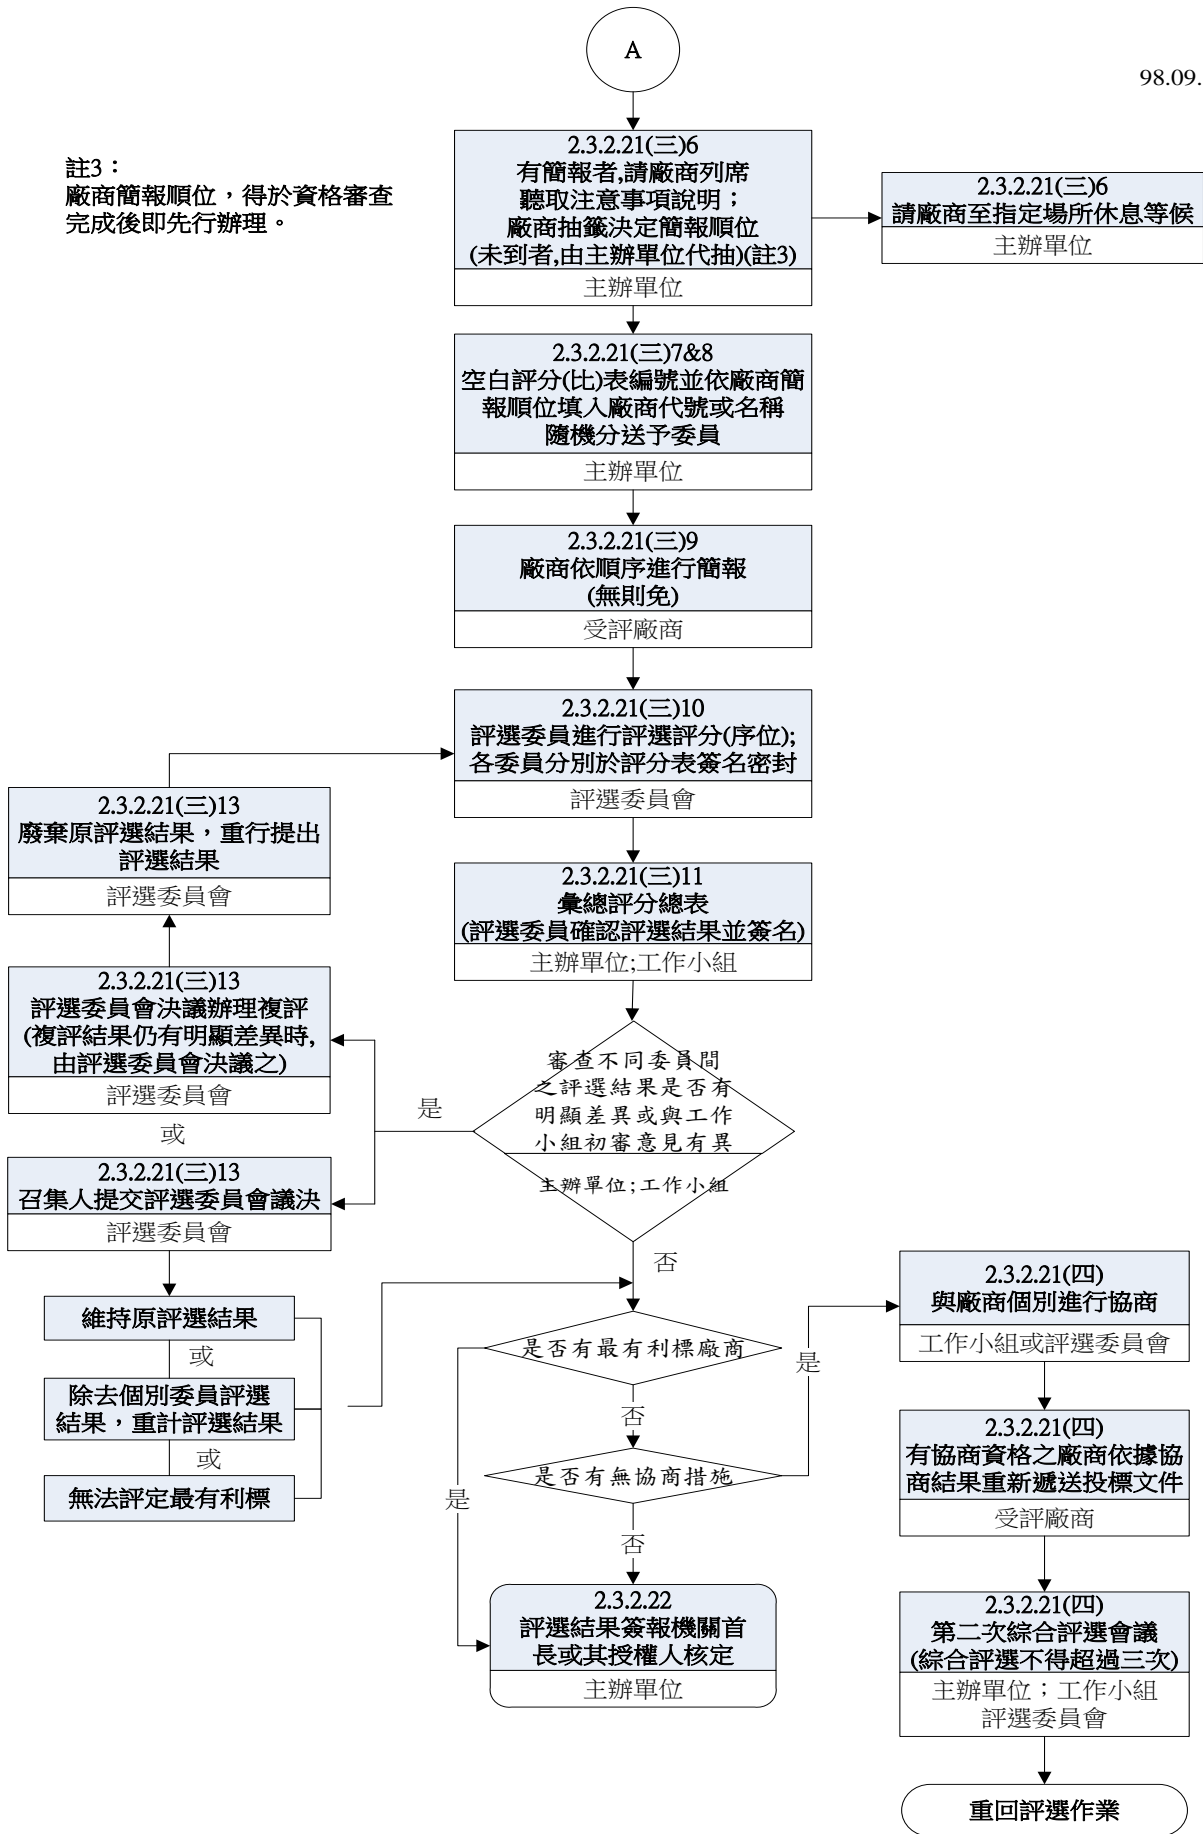 A
98.09.
註3：
廠商簡報順位，得於資格審查
完成後即先行辦理。
2.3.2.21(三)6
有簡報者,請廠商列席
聽取注意事項說明；
廠商抽籤決定簡報順位
(未到者,由主辦單位代抽)(註3)
主辦單位
2.3.2.21(三)6
請廠商至指定場所休息等候
主辦單位
2.3.2.21(三)7&8
空白評分(比)表編號並依廠商簡
報順位填入廠商代號或名稱
隨機分送予委員
主辦單位
2.3.2.21(三)9
廠商依順序進行簡報
(無則免)
受評廠商
2.3.2.21(三)10
評選委員進行評選評分(序位);
各委員分別於評分表簽名密封
評選委員會
2.3.2.21(三)13
廢棄原評選結果，重行提出
評選結果
評選委員會
2.3.2.21(三)11
彙總評分總表
(評選委員確認評選結果並簽名)
主辦單位;工作小組
2.3.2.21(三)13
評選委員會決議辦理複評
(複評結果仍有明顯差異時,
由評選委員會決議之)
評選委員會
審查不同委員間
之評選結果是否有
明顯差異或與工作
小組初審意見有異
主辦單位;工作小組
是
或
2.3.2.21(三)13
召集人提交評選委員會議決
評選委員會
否
維持原評選結果
或
除去個別委員評選
結果，重計評選結果
或
無法評定最有利標
是否有最有利標廠商
是
否
是否有無協商措施
是
否
2.3.2.22
評選結果簽報機關首
長或其授權人核定
主辦單位
2.3.2.21(四)
與廠商個別進行協商
工作小組或評選委員會
2.3.2.21(四)
有協商資格之廠商依據協
商結果重新遞送投標文件
受評廠商
2.3.2.21(四)
第二次綜合評選會議
(綜合評選不得超過三次)
主辦單位；工作小組
評選委員會
重回評選作業